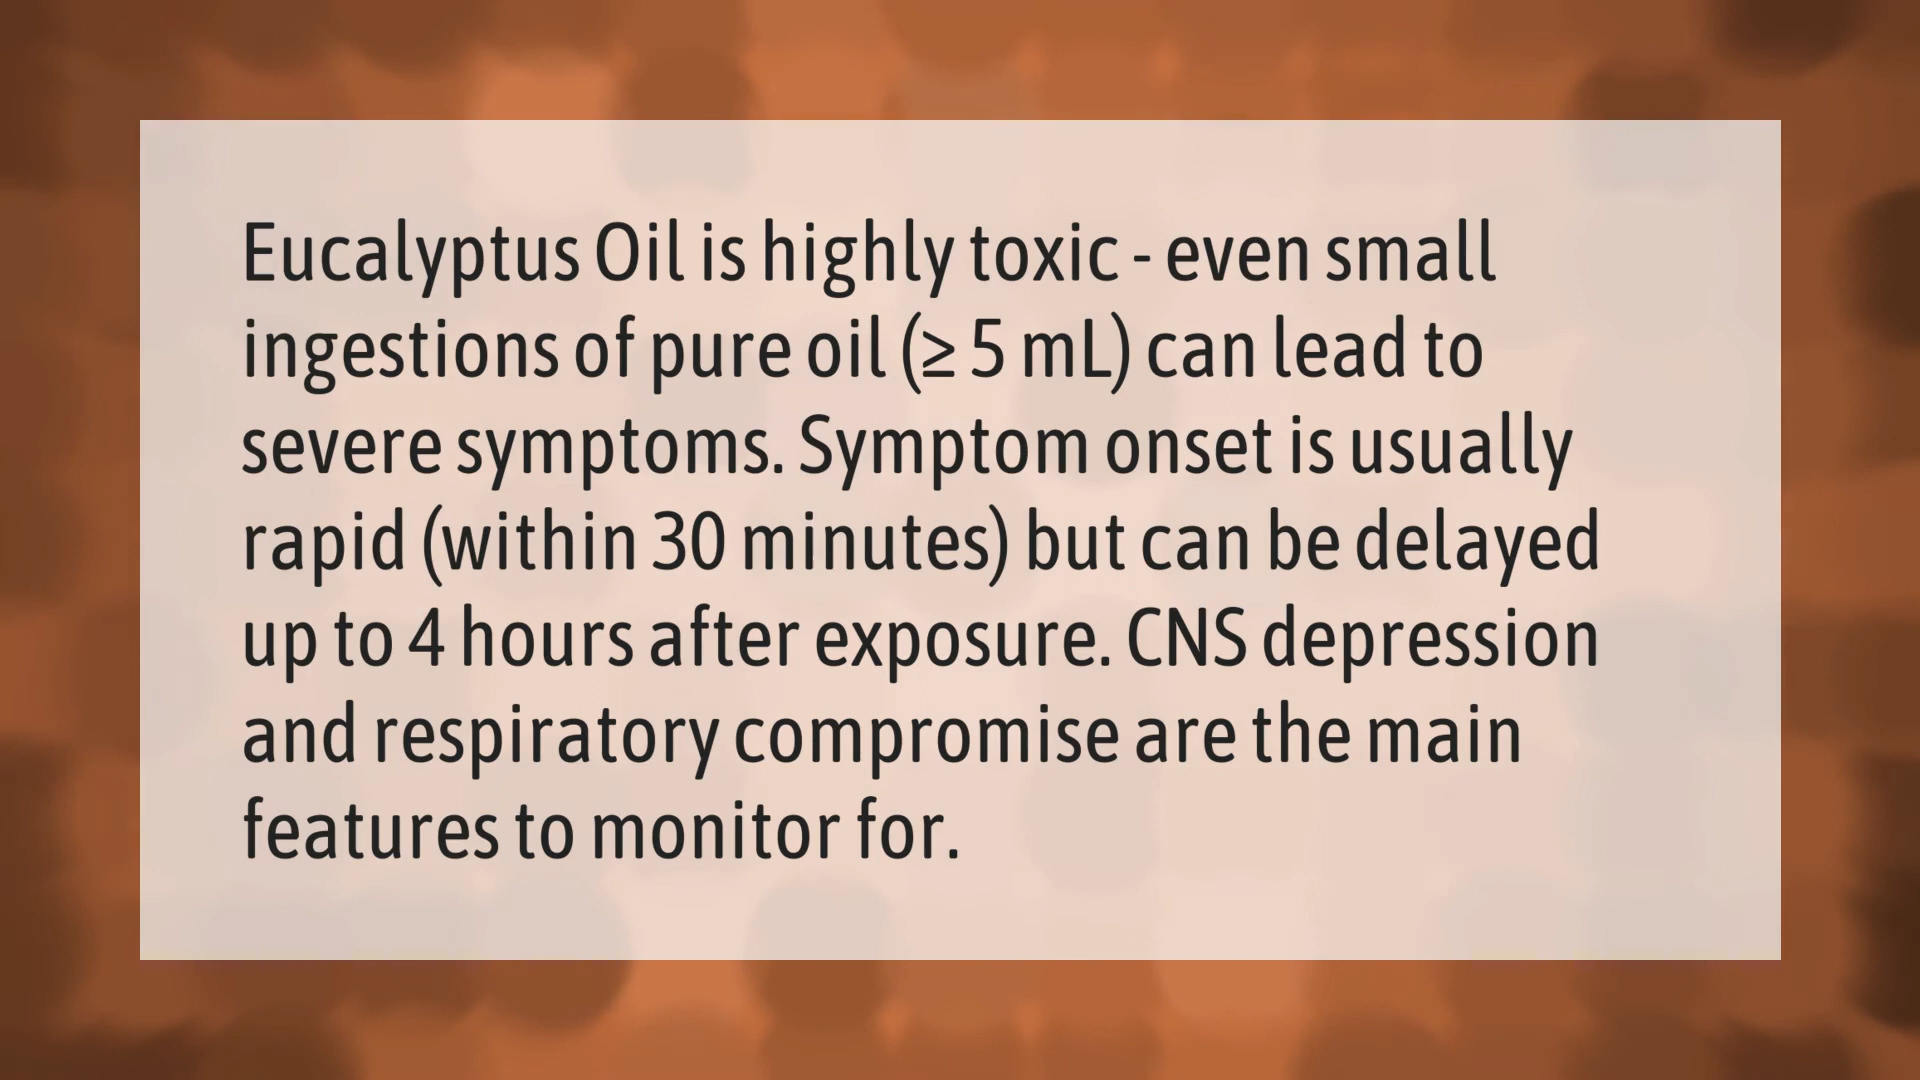 Eucalyptus Oil is highly toxic - even small
ingestions of pure oil (≥ 5 mL) can lead to
severe symptoms. Symptom onset is usually
rapid (within 30 minutes) but can be delayed
up to 4 hours after exposure. CNS depression
and respiratory compromise are the main
features to monitor for.